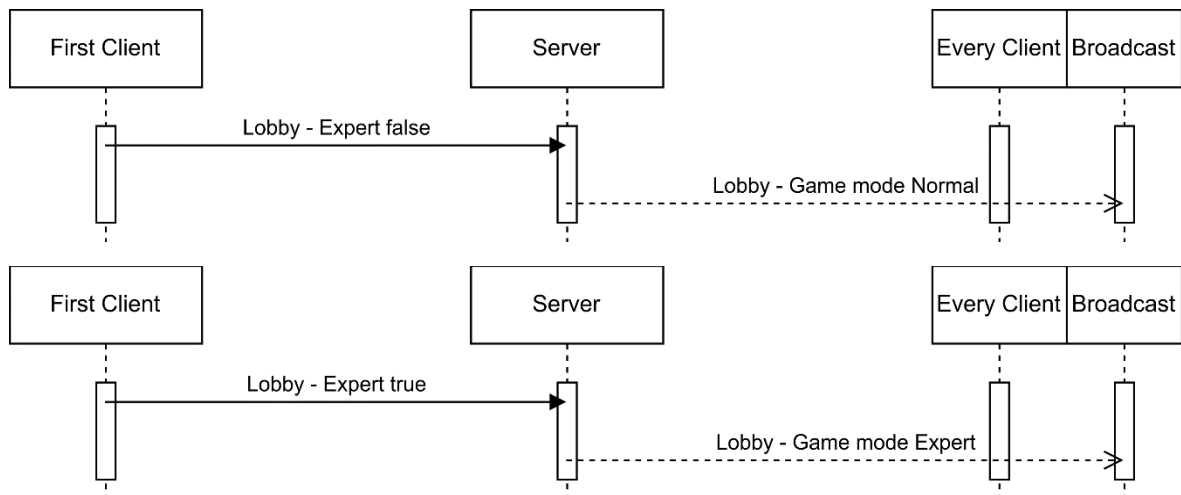 First Client
Server
Every Client
Broadcast
Lobby - Expert false
Lobby - Game mode Normal
First Client
Server
Every Client
Broadcast
Lobby - Expert true
Lobby - Game mode Expert